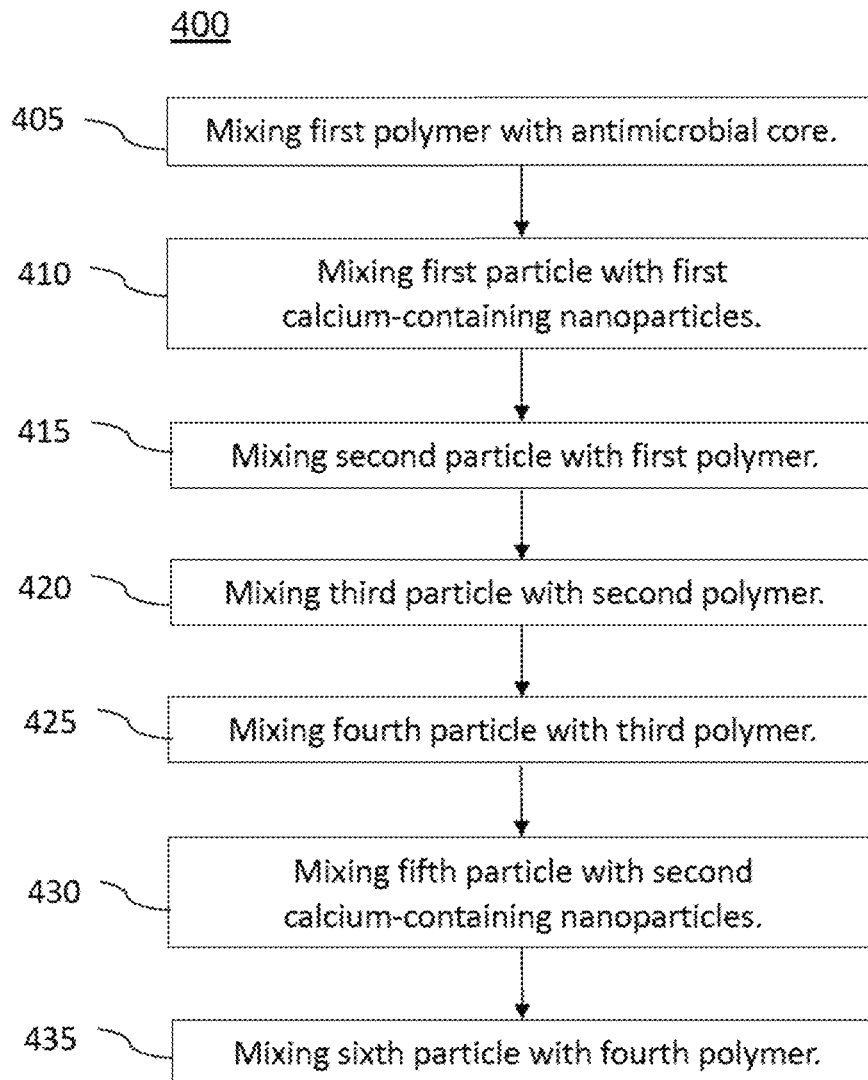 400
405
Mixing first polymer with antimicrobial core.
410
Mixing first particle with first
calcium-containing nanoparticles.
415
Mixing second particle with first polymer.
420
Mixing third particle with second polymer.
425
Mixing fourth particle with third polymer.
430
Mixing fifth particle with second
calcium-containing nanoparticles.
435
Mixing sixth particle with fourth polymer.